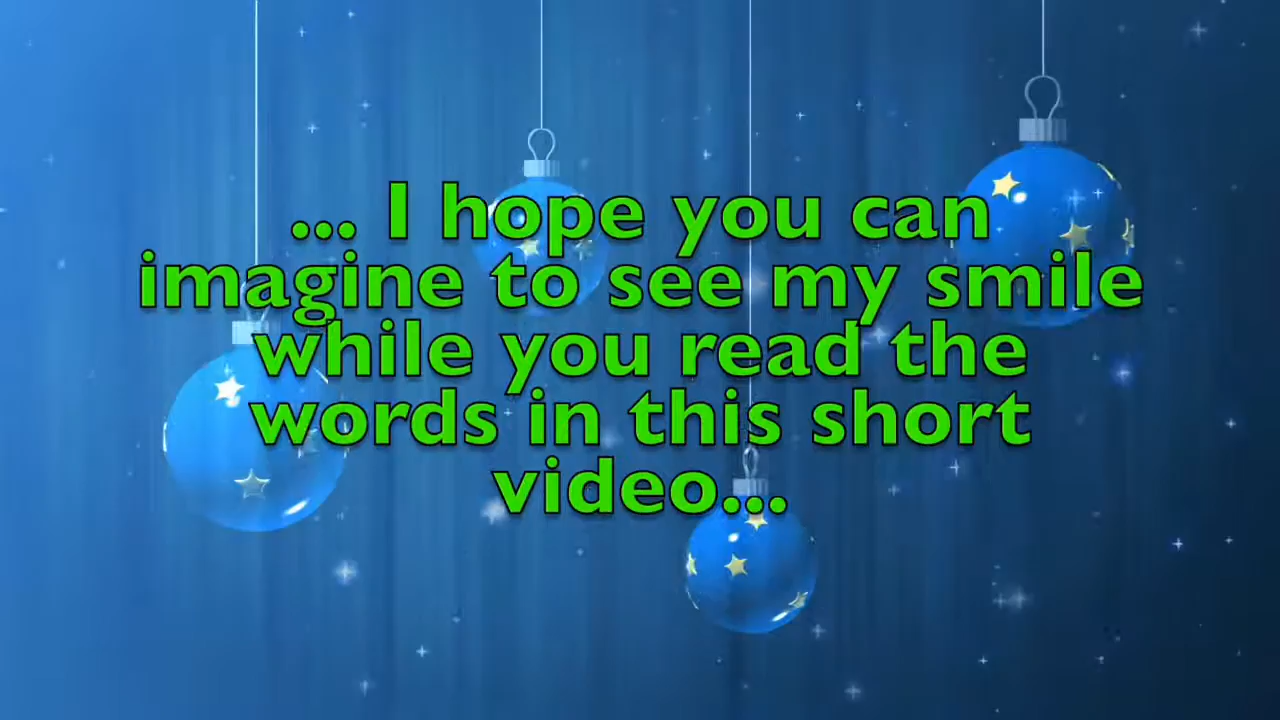 ... I hope you can
imagine to see my smile
while you read the
words in this short
video...